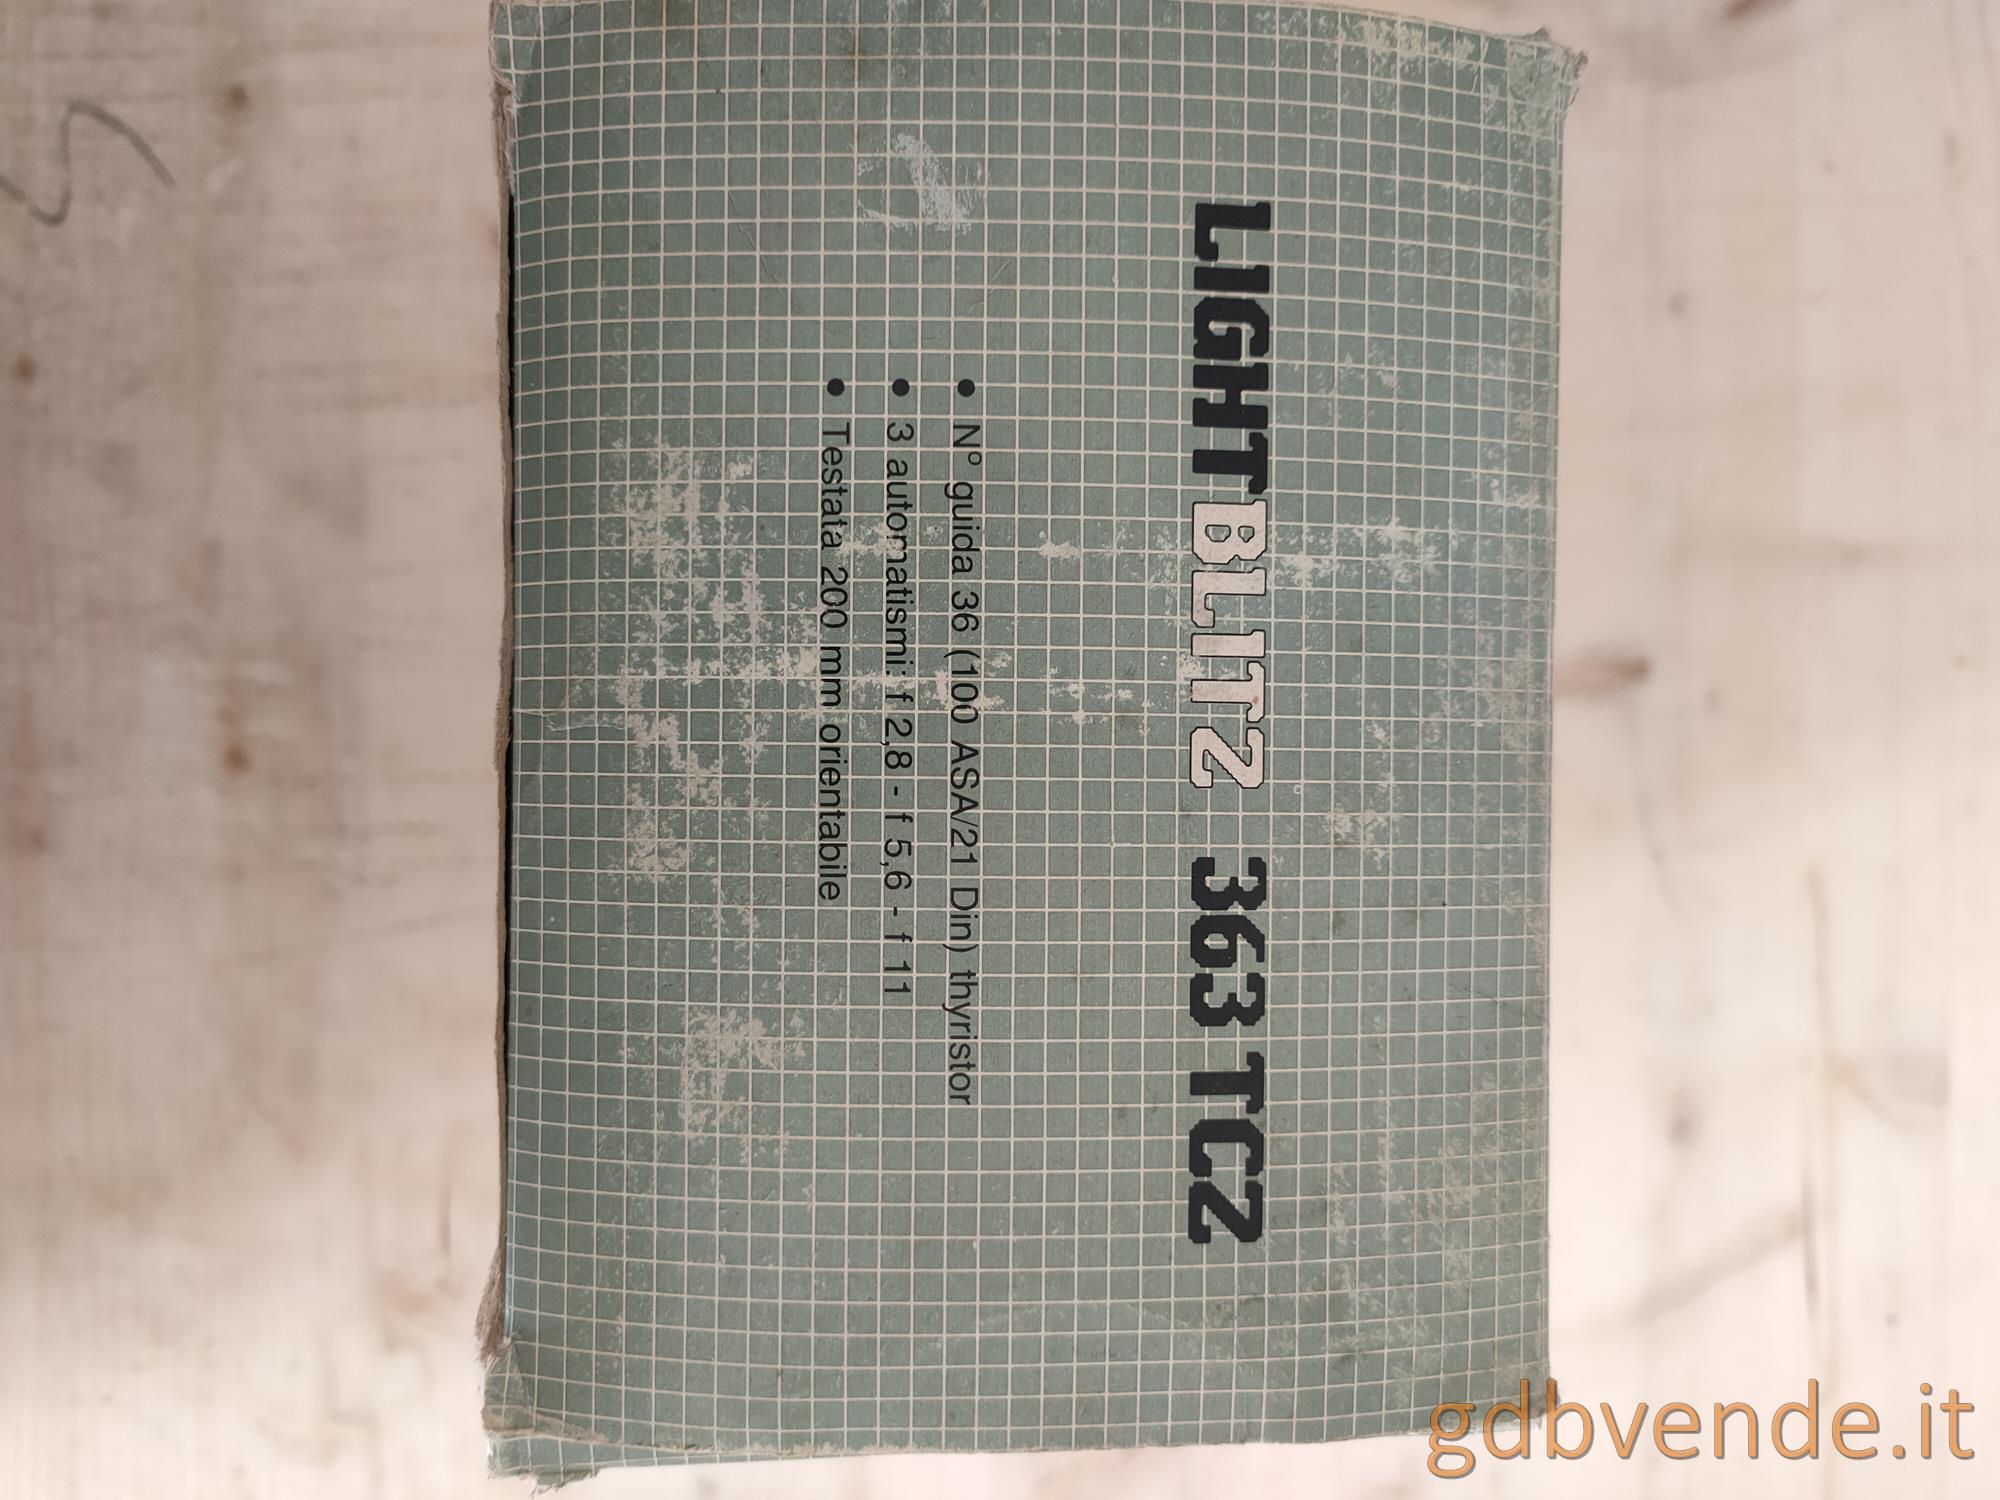 LIGHTBLITZ 363 TCZ
• N° guida 36 (100 ASA/21 Din) thyristor
• 3 automatismi: f 2,8 - f 5,6 - f 11
• Testata 200 mm orientabile
gdbvende.it